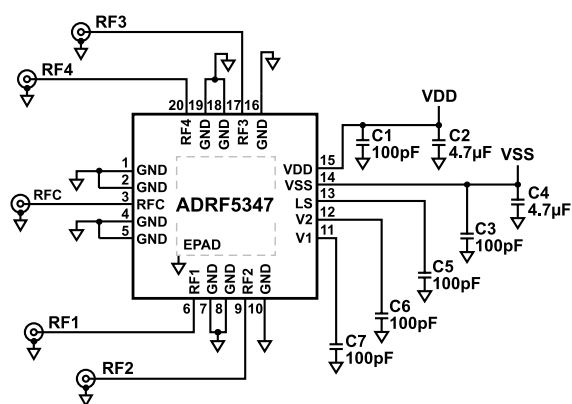 RF3
RF4
20 19 18 17 16
RF4
GND
GND
RF3
GND
VDD
C1
100pF
C2
4.7µF
VSS
1 GND
2 GND
RFC
3 RFC
4 GND
5 GND
ADRF5347
EPAD
VDD 15
VSS 14
LS 13
V2 12
V1 11
C4
4.7µF
C3
100pF
C5
100pF
C6
100pF
C7
100pF
RF1
GND
GND
RF2
GND
6 7 8 9 10
RF1
RF2